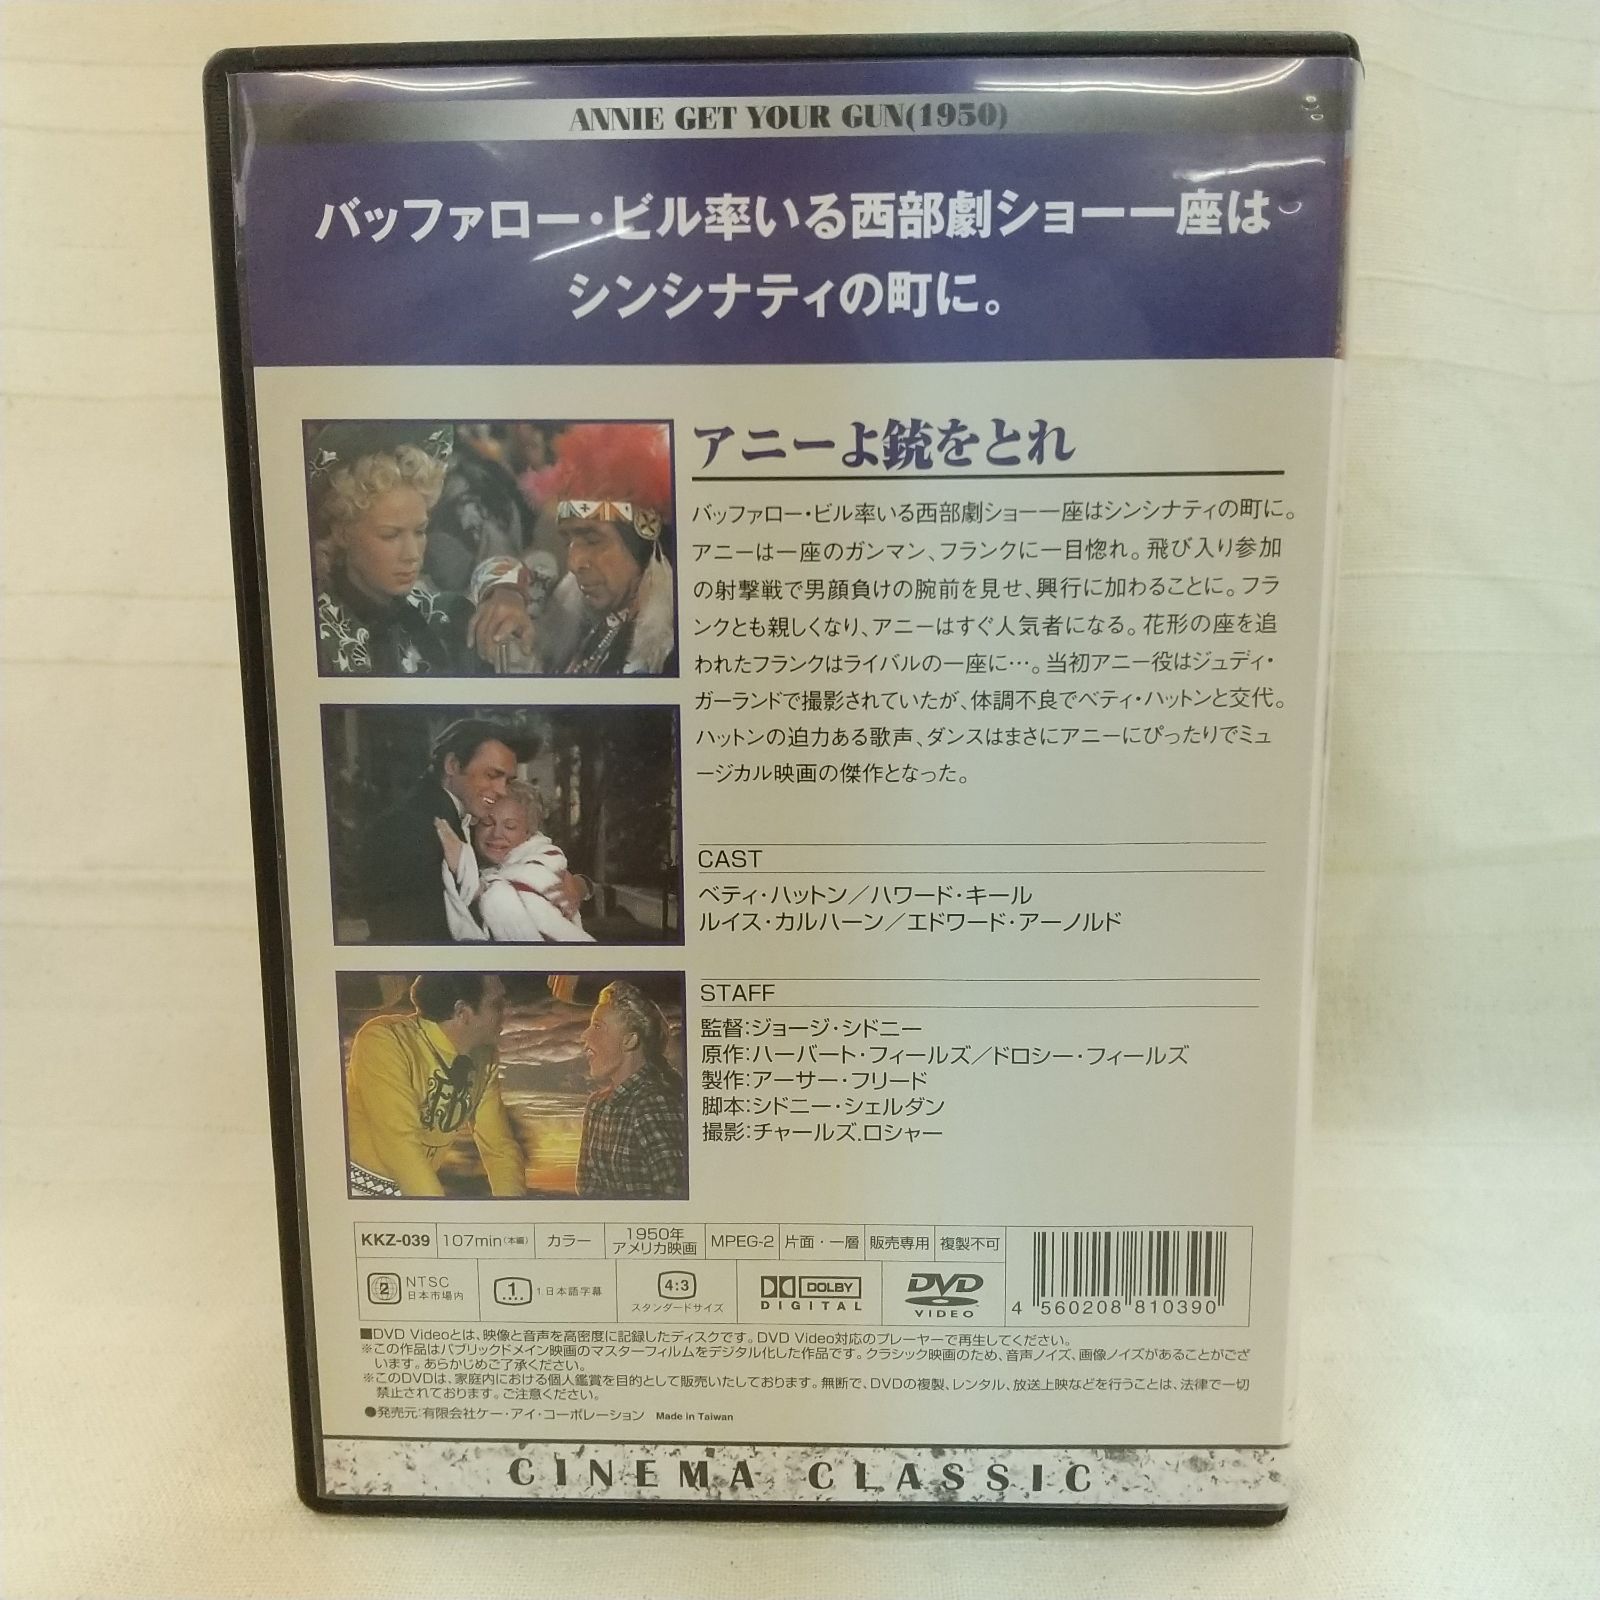 ANNIE GET YOUR GUN(1950)
バッファロー・ビル率いる西部劇ショー一座は
シンシナティの町に。
アニーよ銃をとれ
バッファロー・ビル率いる西部劇ショー一座はシンシナティの町に。
アニーは一座のガンマン、フランクに一目惚れ。飛び入り参加
の射撃戦で男顔負けの腕前を見せ、興行に加わることに。フラ
ンクとも親しくなり、アニーはすぐ人気者になる。花形の座を追
われたフランクはライバルの一座に…。当初アニー役はジュディ・
ガーランドで撮影されていたが、体調不良でベティ・ハットンと交代。
ハットンの迫力ある歌声、ダンスはまさにアニーにぴったりでミュ
ージカル映画の傑作となった。
CAST
ベティ・ハットン／ハワード・キール
ルイス・カルハーン／エドワード・アーノルド
STAFF
監督:ジョージ・シドニー
原作:ハーバート・フィールズ／ドロシー・フィールズ
製作:アーサー・フリード
脚本:シドニー・シェルダン
撮影:チャールズ.ロシャー
KKZ-039 107min(本編) カラー 1950年 アメリカ映画 MPEG-2 片面・一層 販売専用 複製不可
2 NTSC 日本市場内 1 1.日本語字幕 4:3 スタンダードサイズ DOLBY DIGITAL DVD VIDEO
4 560208 810390
■DVD Videoとは、映像と音声を高密度に記録したディスクです。DVD Video対応のプレーヤーで再生してください。
※この作品はパブリックドメイン映画のマスターフィルムをデジタル化した作品です。クラシック映画のため、音声ノイズ、画像ノイズがあることがござ
います。あらかじめご了承ください。
※このDVDは、家庭内における個人鑑賞を目的として販売いたしております。無断で、DVDの複製、レンタル、放送上映などを行うことは、法律で一切
禁止されております。ご注意ください。
●発売元:有限会社ケー・アイ・コーポレーション Made in Taiwan
CINEMA CLASSIC